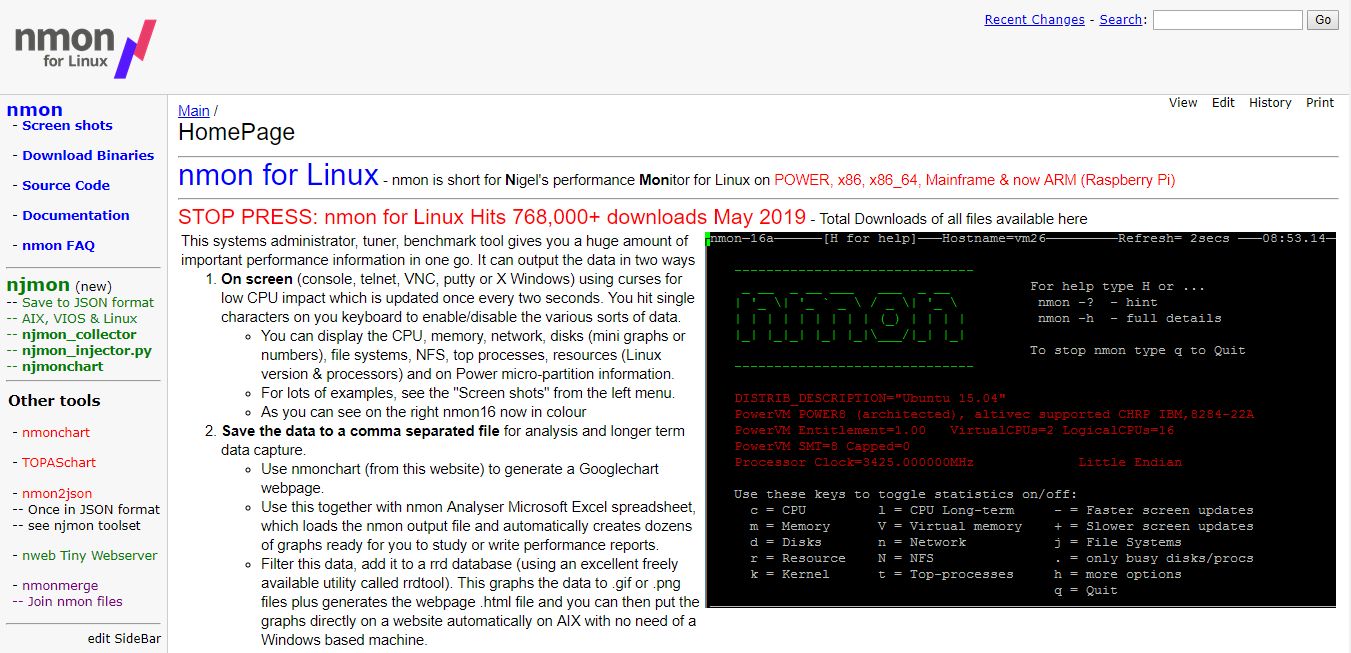 nmon
for Linux
Recent Changes - Search:
Go
nmon
- Screen shots
- Download Binaries
- Source Code
- Documentation
- nmon FAQ
njmon (new)
-- Save to JSON format
-- AIX, VIOS & Linux
-- njmon_collector
-- njmon_injector.py
-- njmonchart
Other tools
- nmonchart
- TOPASchart
- nmon2json
-- Once in JSON format
-- see njmon toolset
- nweb Tiny Webserver
- nmonmerge
-- Join nmon files
edit SideBar
View Edit History Print
Main /
HomePage
nmon for Linux - nmon is short for Nigel's performance Monitor for Linux on POWER, x86, x86_64, Mainframe & now ARM (Raspberry Pi)
STOP PRESS: nmon for Linux Hits 768,000+ downloads May 2019 - Total Downloads of all files available here
This systems administrator, tuner, benchmark tool gives you a huge amount of
important performance information in one go. It can output the data in two ways
1. On screen (console, telnet, VNC, putty or X Windows) using curses for
low CPU impact which is updated once every two seconds. You hit single
characters on you keyboard to enable/disable the various sorts of data.
◦ You can display the CPU, memory, network, disks (mini graphs or
numbers), file systems, NFS, top processes, resources (Linux
version & processors) and on Power micro-partition information.
◦ For lots of examples, see the "Screen shots" from the left menu.
◦ As you can see on the right nmon16 now in colour
2. Save the data to a comma separated file for analysis and longer term
data capture.
◦ Use nmonchart (from this website) to generate a Googlechart
webpage.
◦ Use this together with nmon Analyser Microsoft Excel spreadsheet,
which loads the nmon output file and automatically creates dozens
of graphs ready for you to study or write performance reports.
◦ Filter this data, add it to a rrd database (using an excellent freely
available utility called rrdtool). This graphs the data to .gif or .png
files plus generates the webpage .html file and you can then put the
graphs directly on a website automatically on AIX with no need of a
Windows based machine.
nmon-16a [H for help] Hostname=vm26 Refresh= 2secs 08:53.14
nmon
For help type H or ...
nmon -? - hint
nmon -h - full details
To stop nmon type q to Quit
DISTRIB_DESCRIPTION="Ubuntu 15.04"
PowerVM POWER8 (architected), altivec supported CHRP IBM,8284-22A
PowerVM Entitlement=1.00 VirtualCPUs=2 LogicalCPUs=16
PowerVM SMT=8 Capped=0
Processor Clock=3425.000000MHz Little Endian
Use these keys to toggle statistics on/off:
c = CPU l = CPU Long-term - = Faster screen updates
m = Memory V = Virtual memory + = Slower screen updates
d = Disks n = Network j = File Systems
r = Resource N = NFS . = only busy disks/procs
k = Kernel t = Top-processes h = more options
q = Quit